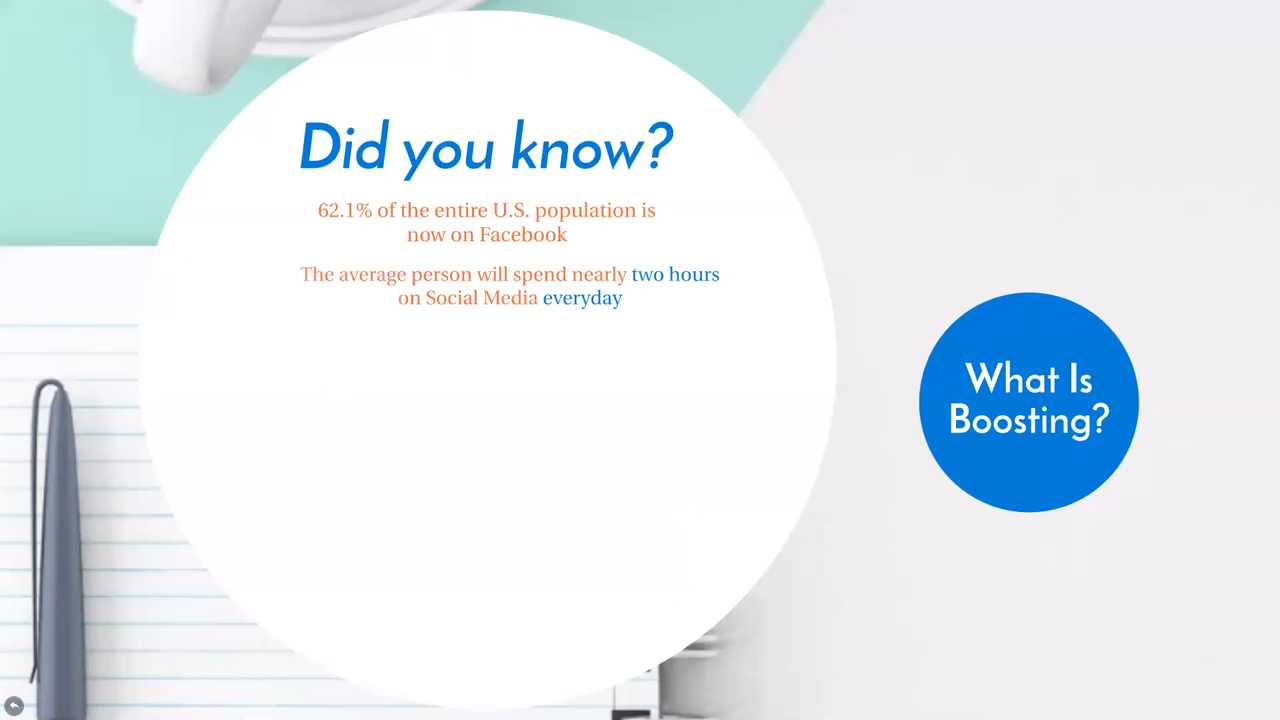 Did you know?
62.1% of the entire U.S. population is
now on Facebook
The average person will spend nearly two hours
on Social Media everyday
What Is
Boosting?